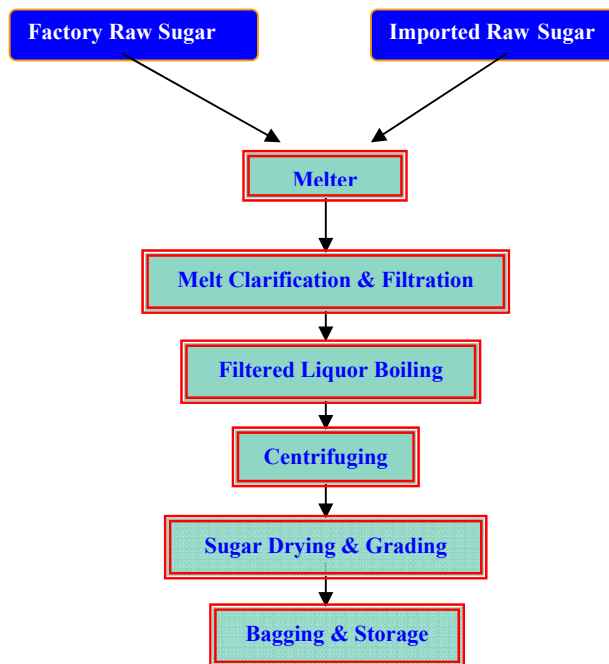 Factory Raw Sugar
Imported Raw Sugar
Melter
Melt Clarification & Filtration
Filtered Liquor Boiling
Centrifuging
Sugar Drying & Grading
Bagging & Storage